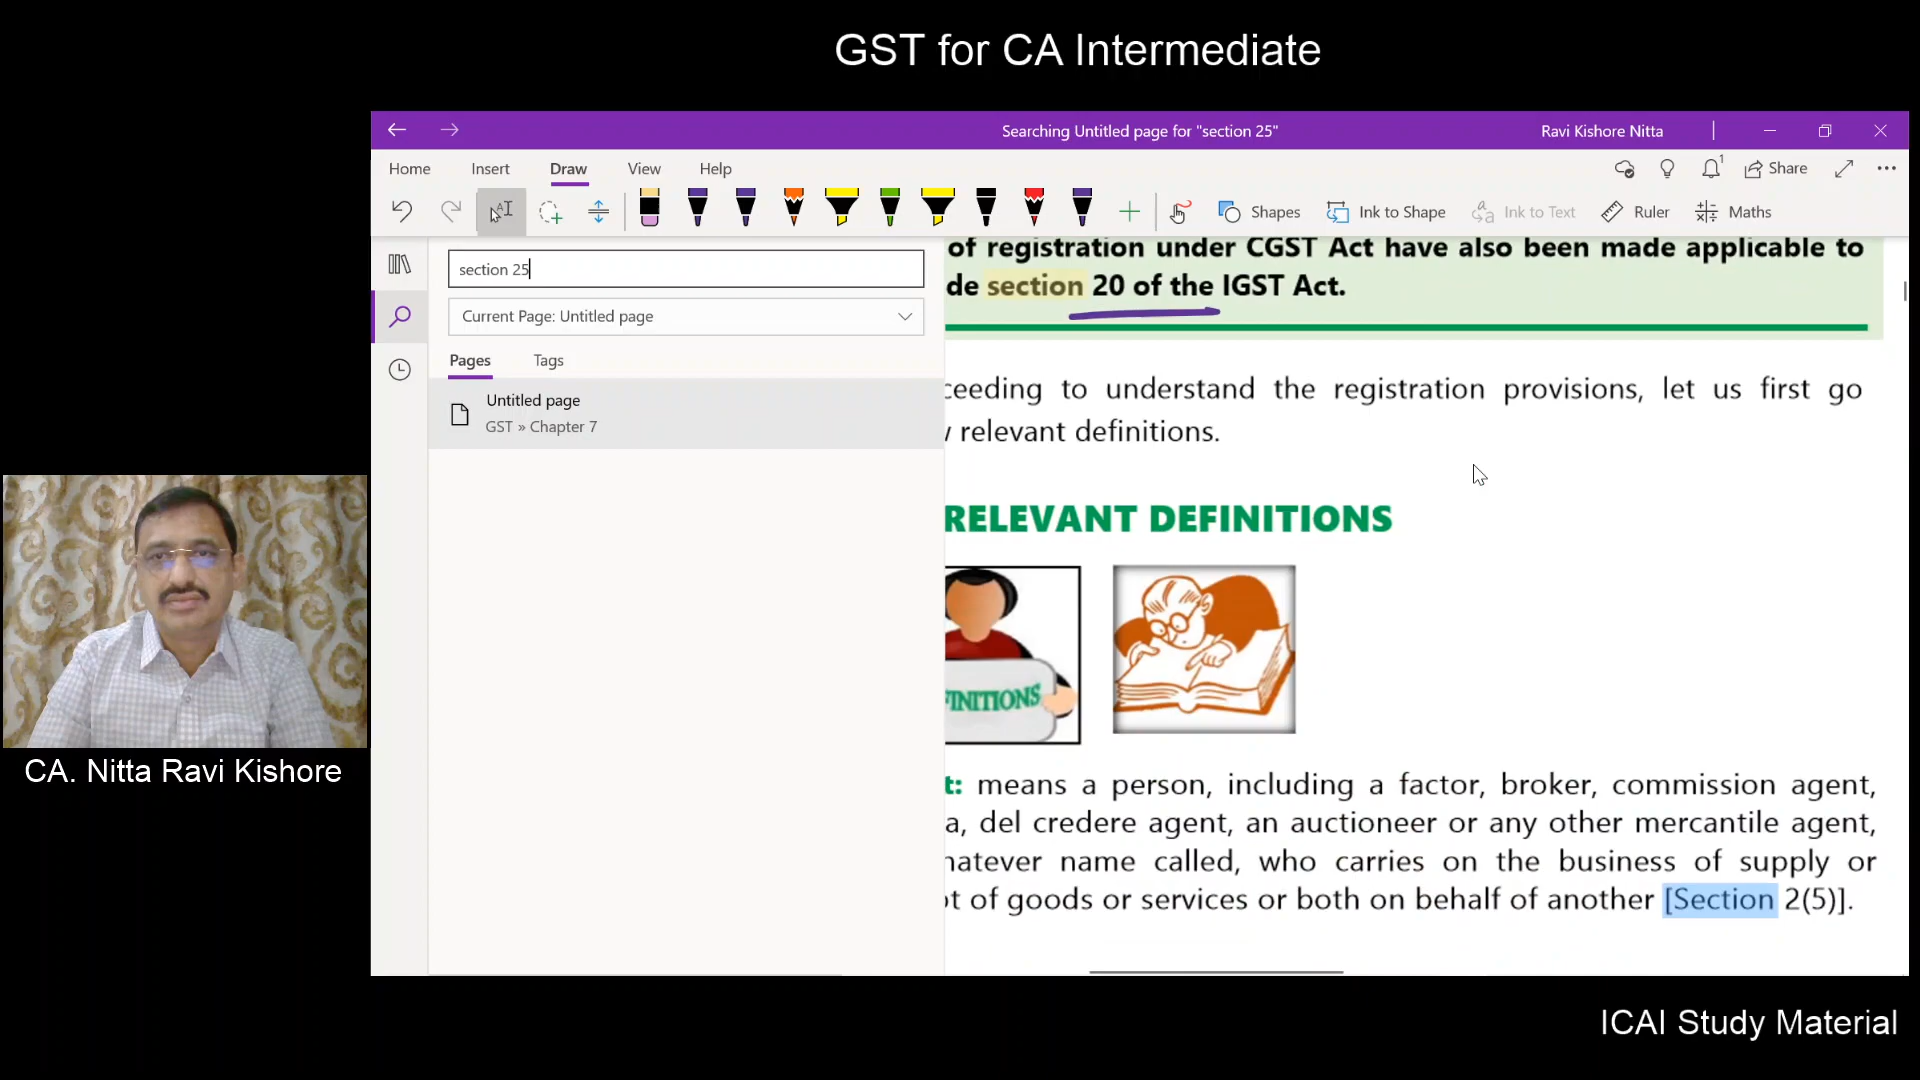 GST for CA Intermediate
Searching Untitled page for "section 25"
Ravi Kishore Nitta
Home
Insert
Draw
View
Help
1
Share
AI
Shapes
Ink to Shape
Ink to Text
Ruler
Maths
section 25
Current Page: Untitled page
Pages
Tags
Untitled page
GST » Chapter 7
of registration under CGST Act have also been made applicable to
de section 20 of the IGST Act.
ceeding to understand the registration provisions, let us first go
relevant definitions.
RELEVANT DEFINITIONS
FINITIONS
t: means a person, including a factor, broker, commission agent,
a, del credere agent, an auctioneer or any other mercantile agent,
hatever name called, who carries on the business of supply or
ot of goods or services or both on behalf of another [Section 2(5)].
CA. Nitta Ravi Kishore
ICAI Study Material